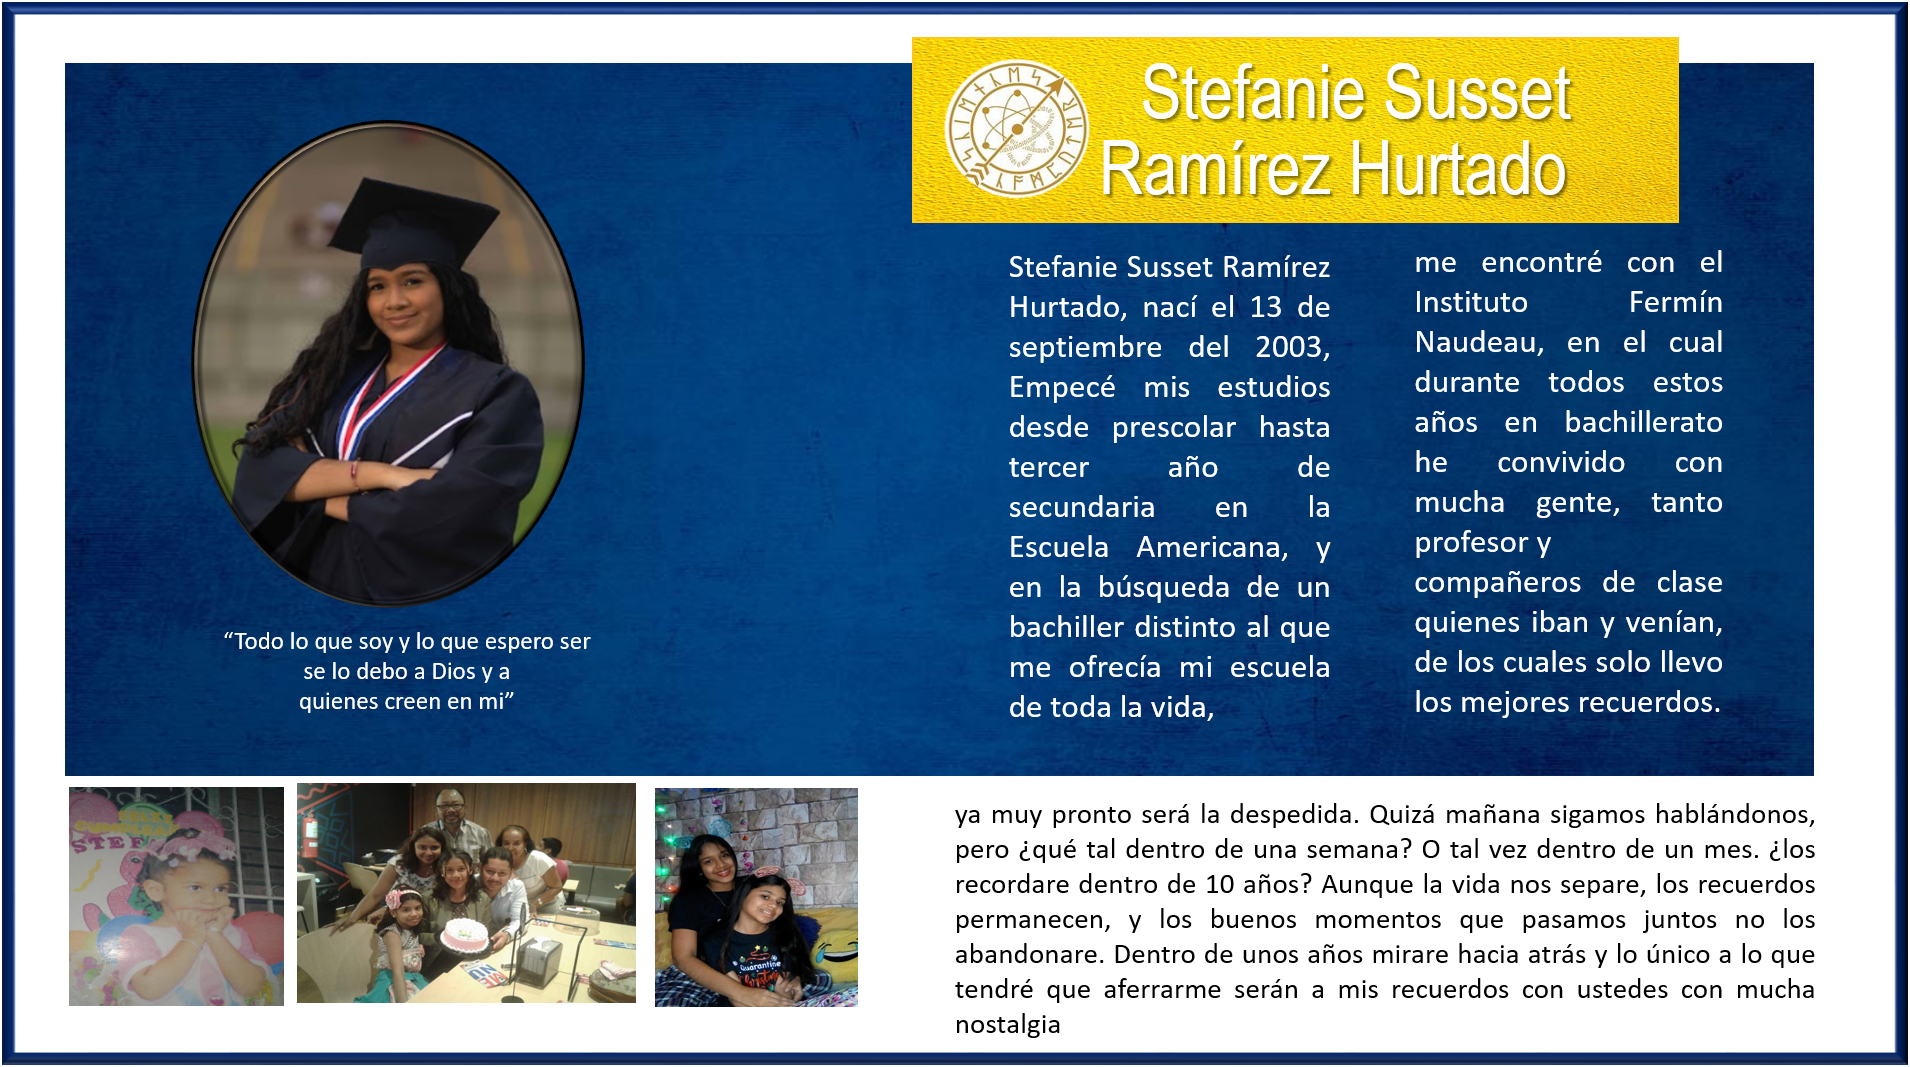 Stefanie Susset
Ramírez Hurtado
Stefanie Susset Ramírez
Hurtado, nací el 13 de
septiembre del 2003,
Empecé mis estudios
desde prescolar hasta
tercer año de
secundaria en la
Escuela Americana, y
en la búsqueda de un
bachiller distinto al que
me ofrecía mi escuela
de toda la vida,
me encontré con el
Instituto Fermín
Naudeau, en el cual
durante todos estos
años en bachillerato
he convivido con
mucha gente, tanto
profesor y
compañeros de clase
quienes iban y venían,
de los cuales solo llevo
los mejores recuerdos.
“Todo lo que soy y lo que espero ser
se lo debo a Dios y a
quienes creen en mi”
STEF
Quarantine
ya muy pronto será la despedida. Quizá mañana sigamos hablándonos,
pero ¿qué tal dentro de una semana? O tal vez dentro de un mes. ¿los
recordare dentro de 10 años? Aunque la vida nos separe, los recuerdos
permanecen, y los buenos momentos que pasamos juntos no los
abandonare. Dentro de unos años mirare hacia atrás y lo único a lo que
tendré que aferrarme serán a mis recuerdos con ustedes con mucha
nostalgia